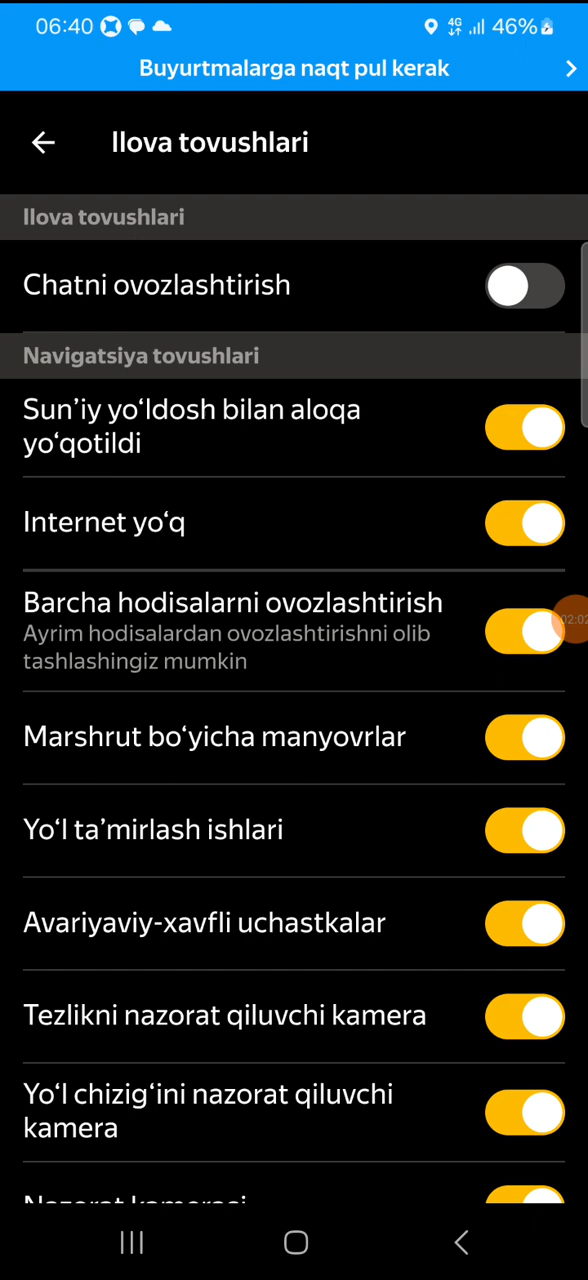 06:40
4G
46%
Buyurtmalarga naqt pul kerak
Ilova tovushlari
Ilova tovushlari
Chatni ovozlashtirish
Navigatsiya tovushlari
Sun’iy yo‘ldosh bilan aloqa
yo‘qotildi
Internet yo‘q
Barcha hodisalarni ovozlashtirish
Ayrim hodisalardan ovozlashtirishni olib
tashlashingiz mumkin
02:02
Marshrut bo‘yicha manyovrlar
Yo‘l ta’mirlash ishlari
Avariyaviy-xavfli uchastkalar
Tezlikni nazorat qiluvchi kamera
Yo‘l chizig‘ini nazorat qiluvchi
kamera
Nazorat kamerasi